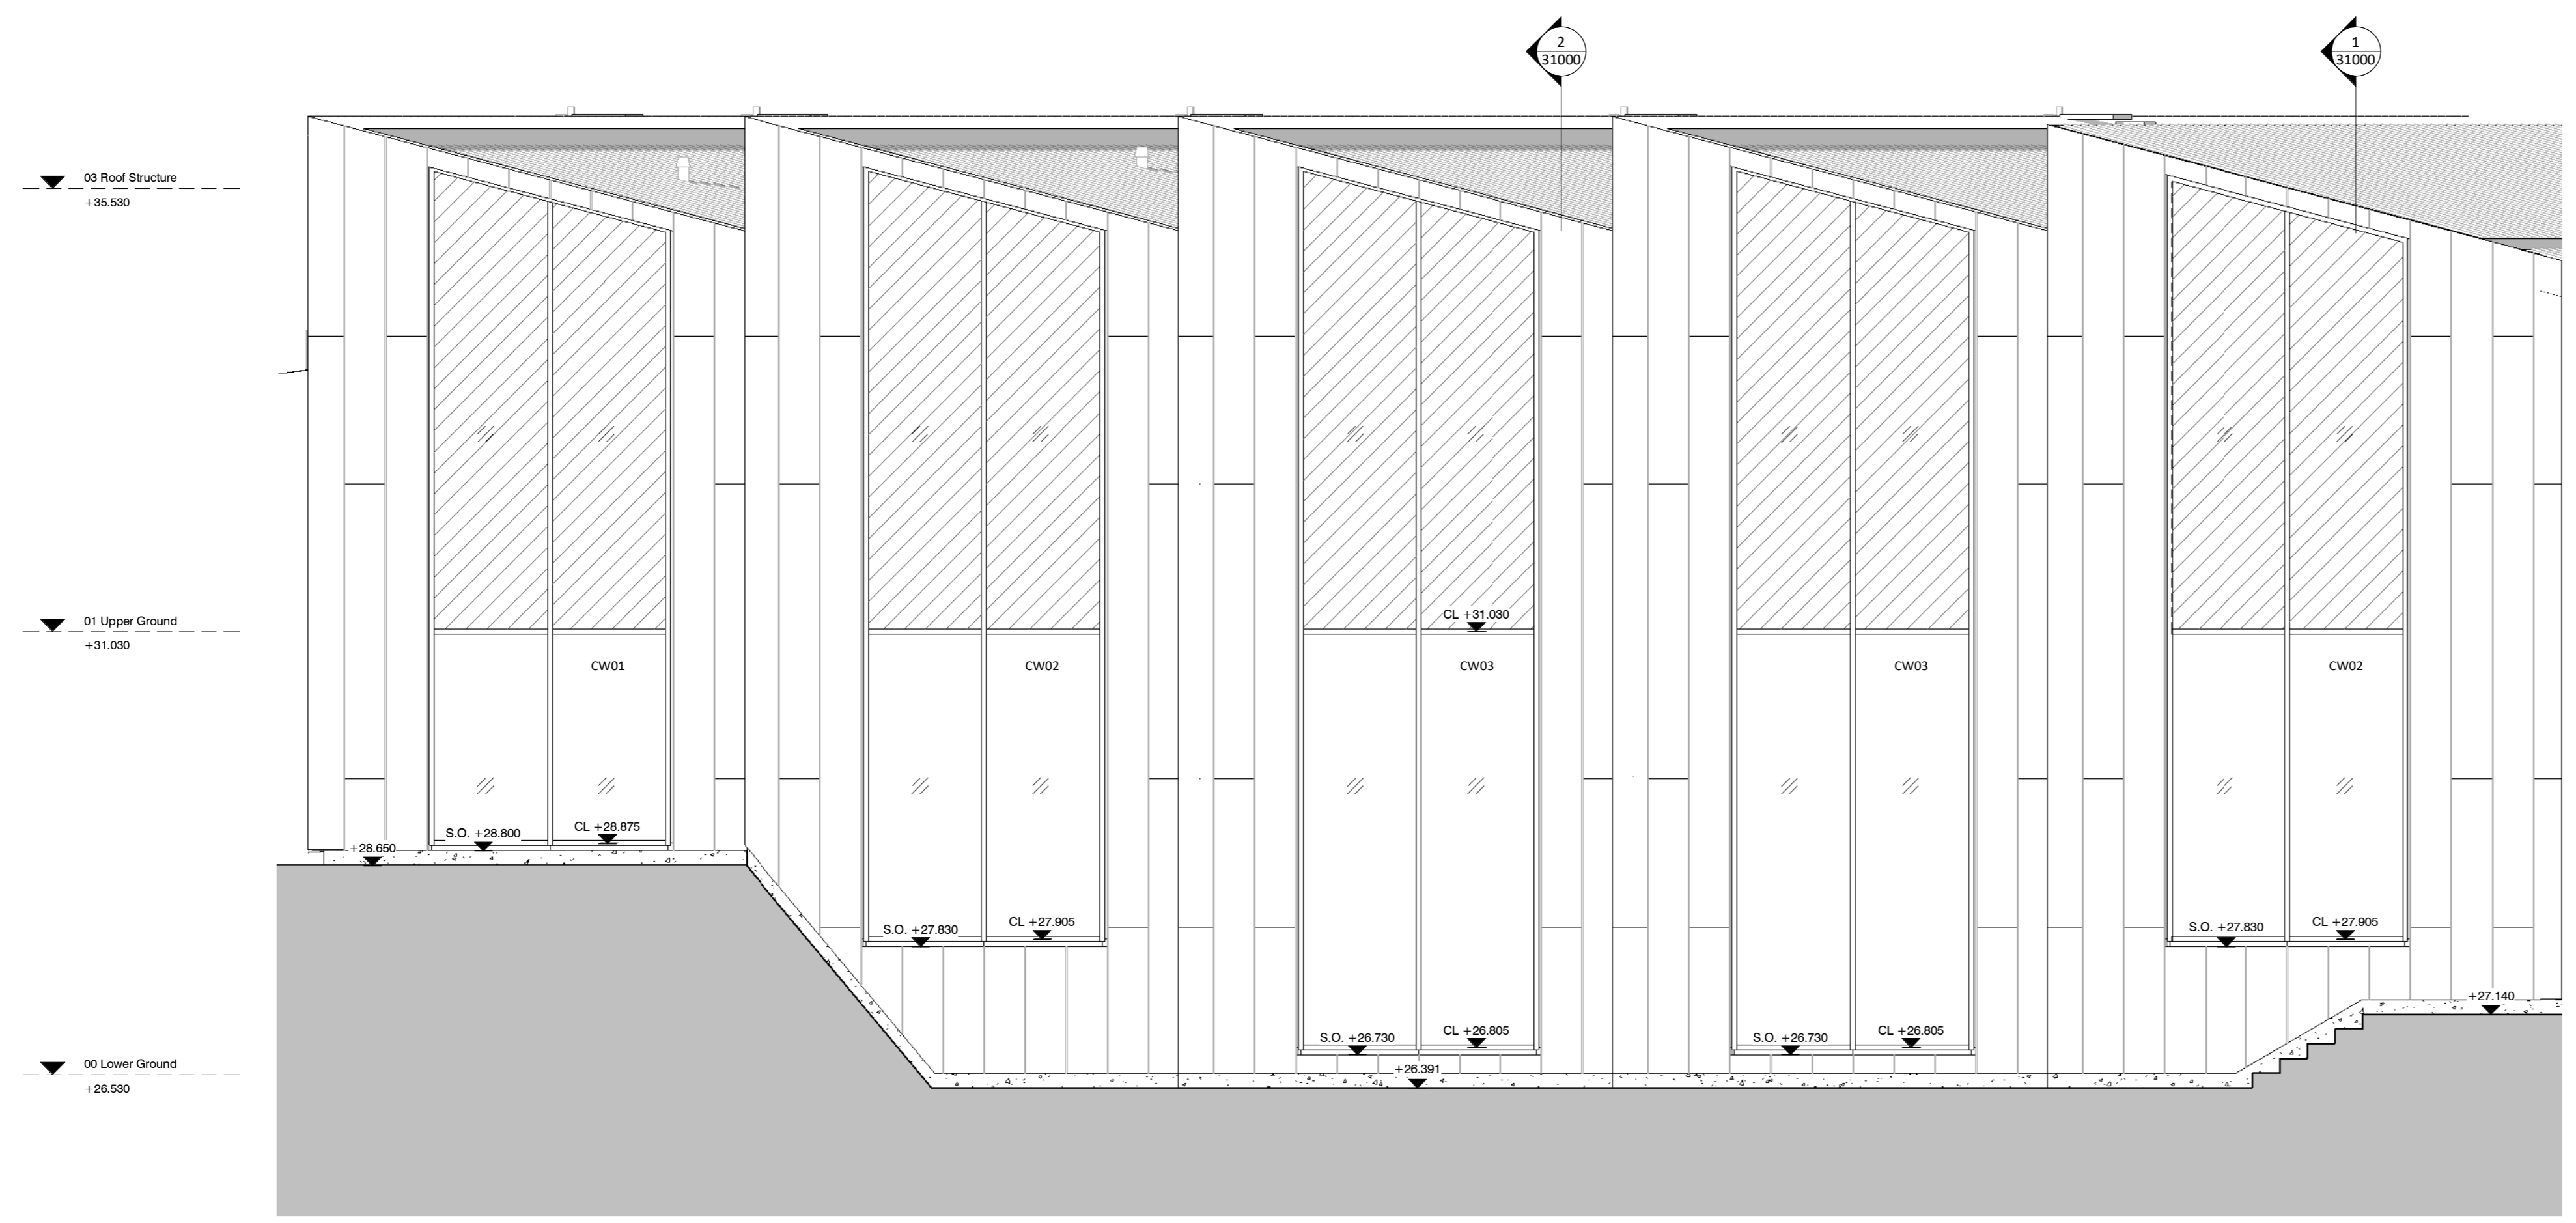 2
31000
1
31000
03 Roof Structure
+35.530
CL +31.030
01 Upper Ground
+31.030
CW01
CW02
CW03
CW03
CW02
S.O. +28.800
CL +28.875
+28.650
S.O. +27.830
CL +27.905
S.O. +27.830
CL +27.905
+27.140
S.O. +26.730
CL +26.805
S.O. +26.730
CL +26.805
00 Lower Ground
+26.530
+26.391